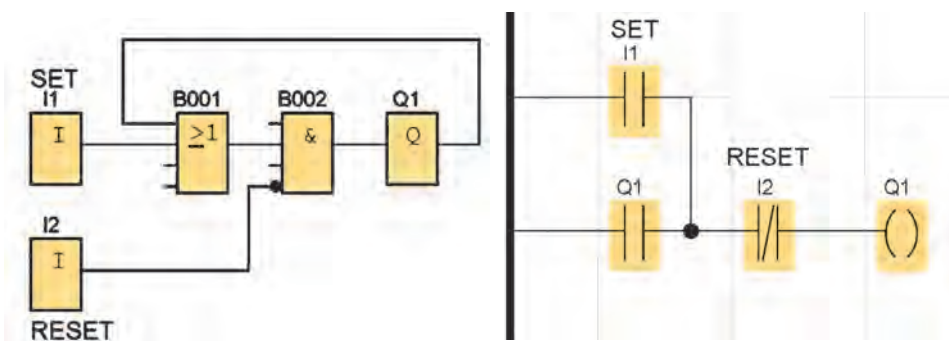 SET
I1
I
B001
≥1
B002
&
Q1
Q
I2
I
RESET
SET
I1
Q1
RESET
I2
Q1